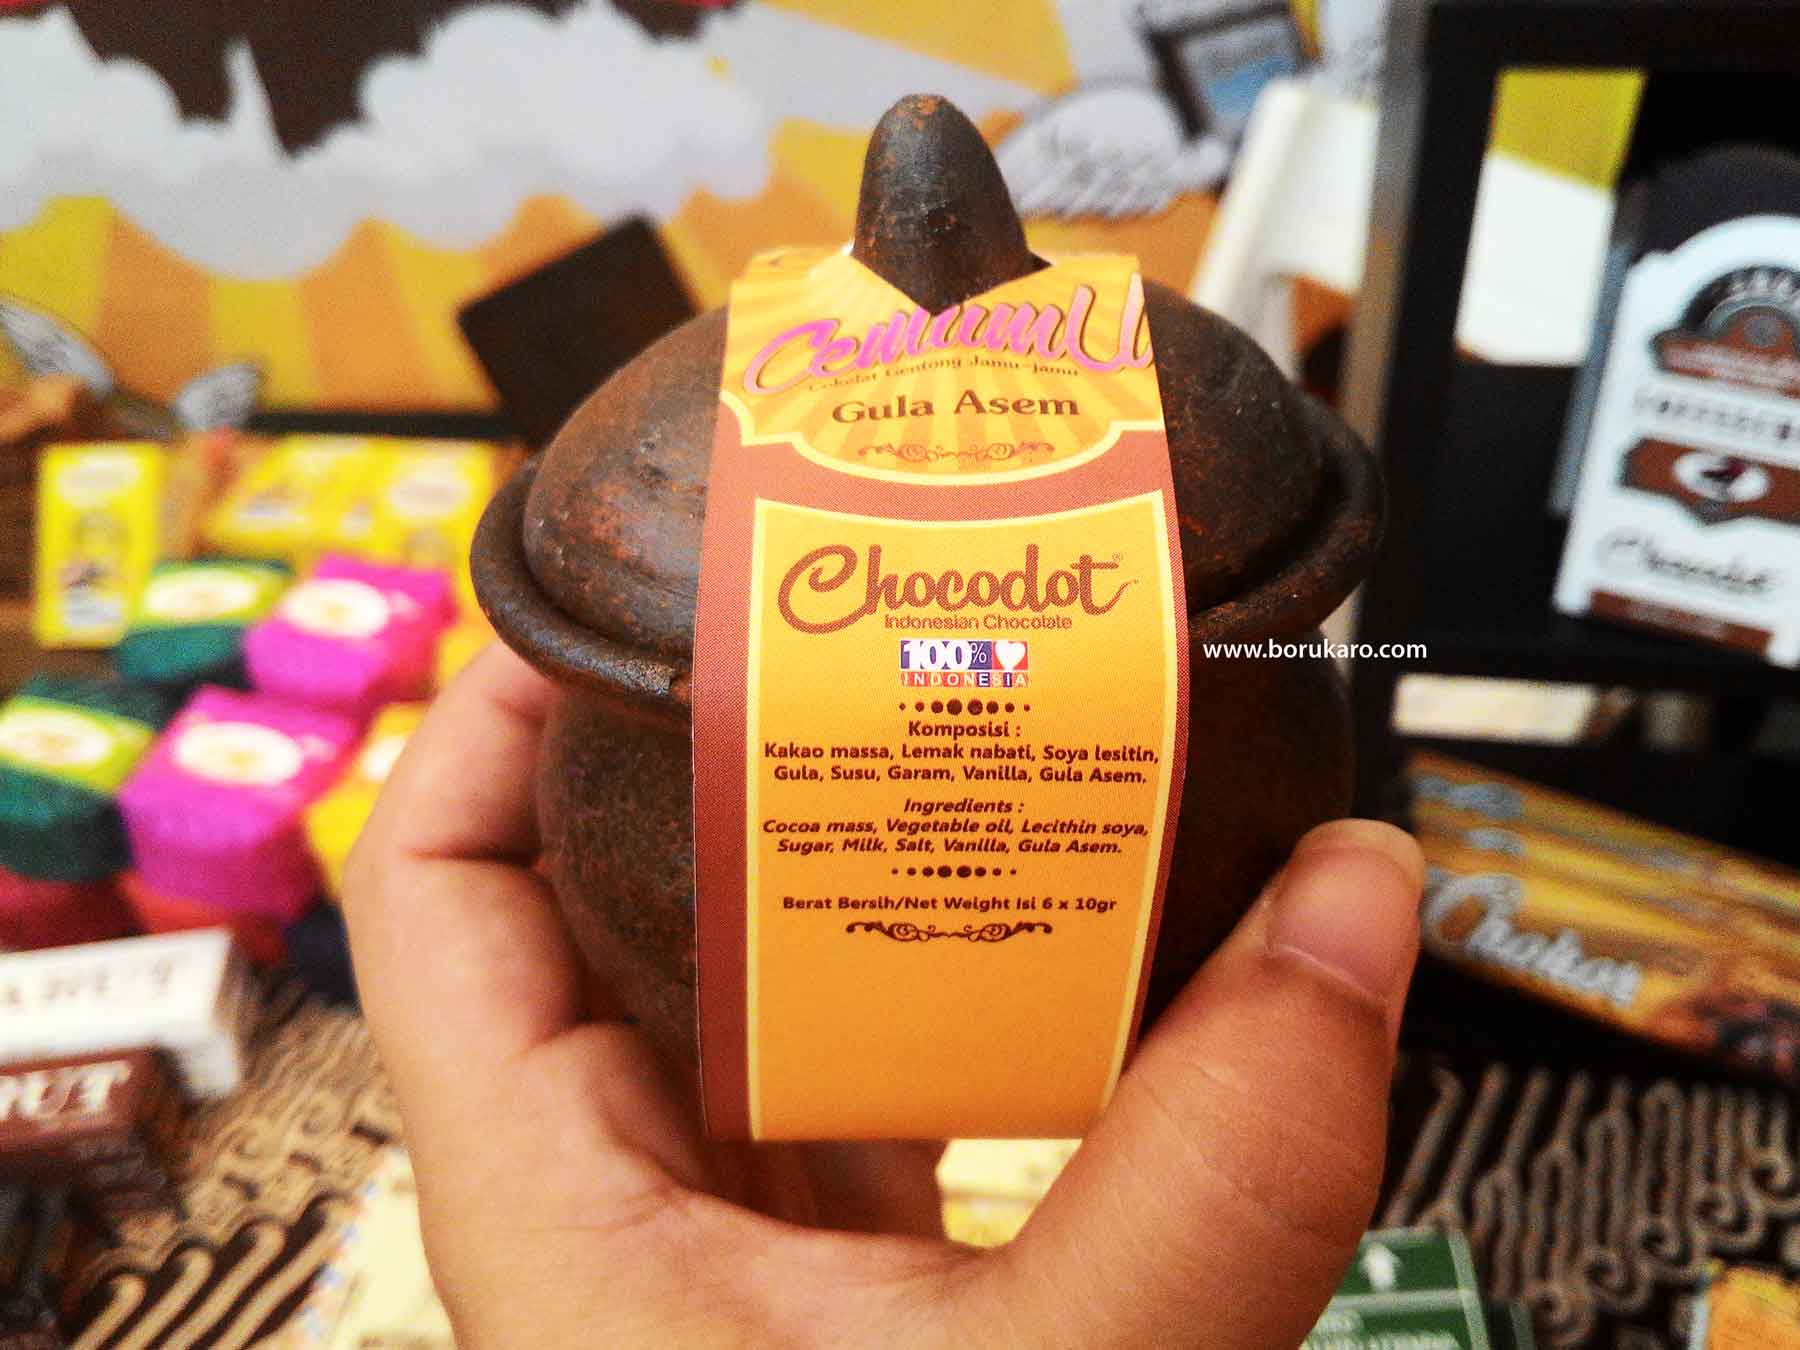 CemumU
Cokelat Gentong Jamu-jamu
Gula Asem
Chocodot
Indonesian Chocolate
100%
INDONESIA
www.borukaro.com
Komposisi :
Kakao massa, Lemak nabati, Soya lesitin,
Gula, Susu, Garam, Vanilla, Gula Asem.
Ingredients :
Cocoa mass, Vegetable oil, Lecithin soya,
Sugar, Milk, Salt, Vanilla, Gula Asem.
Berat Bersih/Net Weight Isi 6 x 10gr
Chocodot